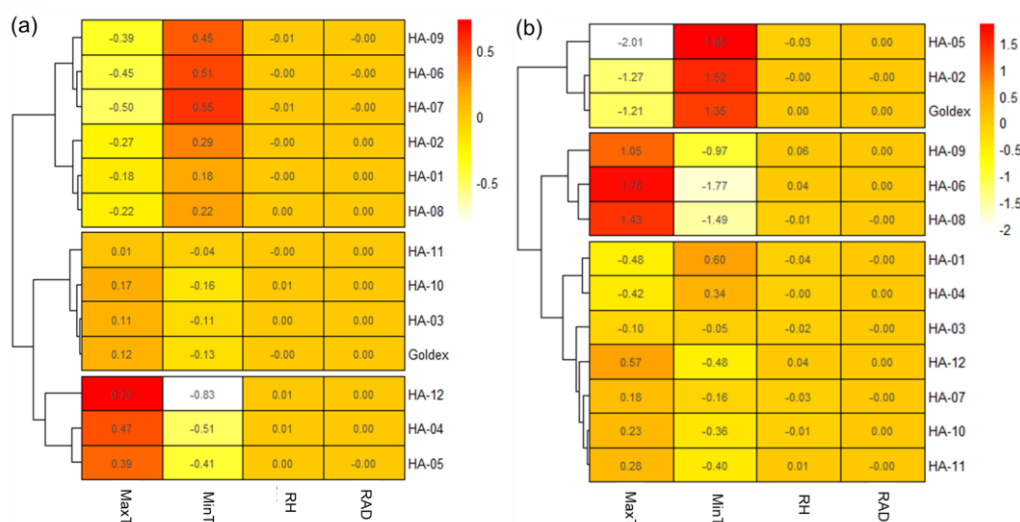 (a)
-0.39 0.45 -0.01 -0.00 HA-09
-0.45 0.51 -0.00 -0.00 HA-06
-0.50 0.55 -0.01 -0.00 HA-07
-0.27 0.29 -0.00 -0.00 HA-02
-0.18 0.18 -0.00 -0.00 HA-01
-0.22 0.22 0.00 -0.00 HA-08
0.01 -0.04 -0.00 -0.00 HA-11
0.17 -0.16 0.01 0.00 HA-10
0.11 -0.11 0.00 0.00 HA-03
0.12 -0.13 -0.00 0.00 Goldex
-0.83 0.01 0.00 HA-12
0.47 -0.51 0.01 0.00 HA-04
0.39 -0.41 0.00 -0.00 HA-05
MaxT MinT RH RAD
0.5
0
-0.5
(b)
-2.01 -0.03 0.00 HA-05
-1.27 1.52 -0.00 0.00 HA-02
-1.21 1.35 0.00 0.00 Goldex
1.05 -0.97 0.06 0.00 HA-09
-1.77 0.04 0.00 HA-06
1.43 -1.49 -0.01 0.00 HA-08
-0.48 0.60 -0.04 -0.00 HA-01
-0.42 0.34 -0.00 -0.00 HA-04
-0.10 -0.05 -0.02 -0.00 HA-03
0.57 -0.48 0.04 -0.00 HA-12
0.18 -0.16 -0.03 -0.00 HA-07
0.23 -0.36 -0.01 0.00 HA-10
0.28 -0.40 0.01 -0.00 HA-11
MaxT MinT RH RAD
1.5
1
0.5
0
-0.5
-1
-1.5
-2